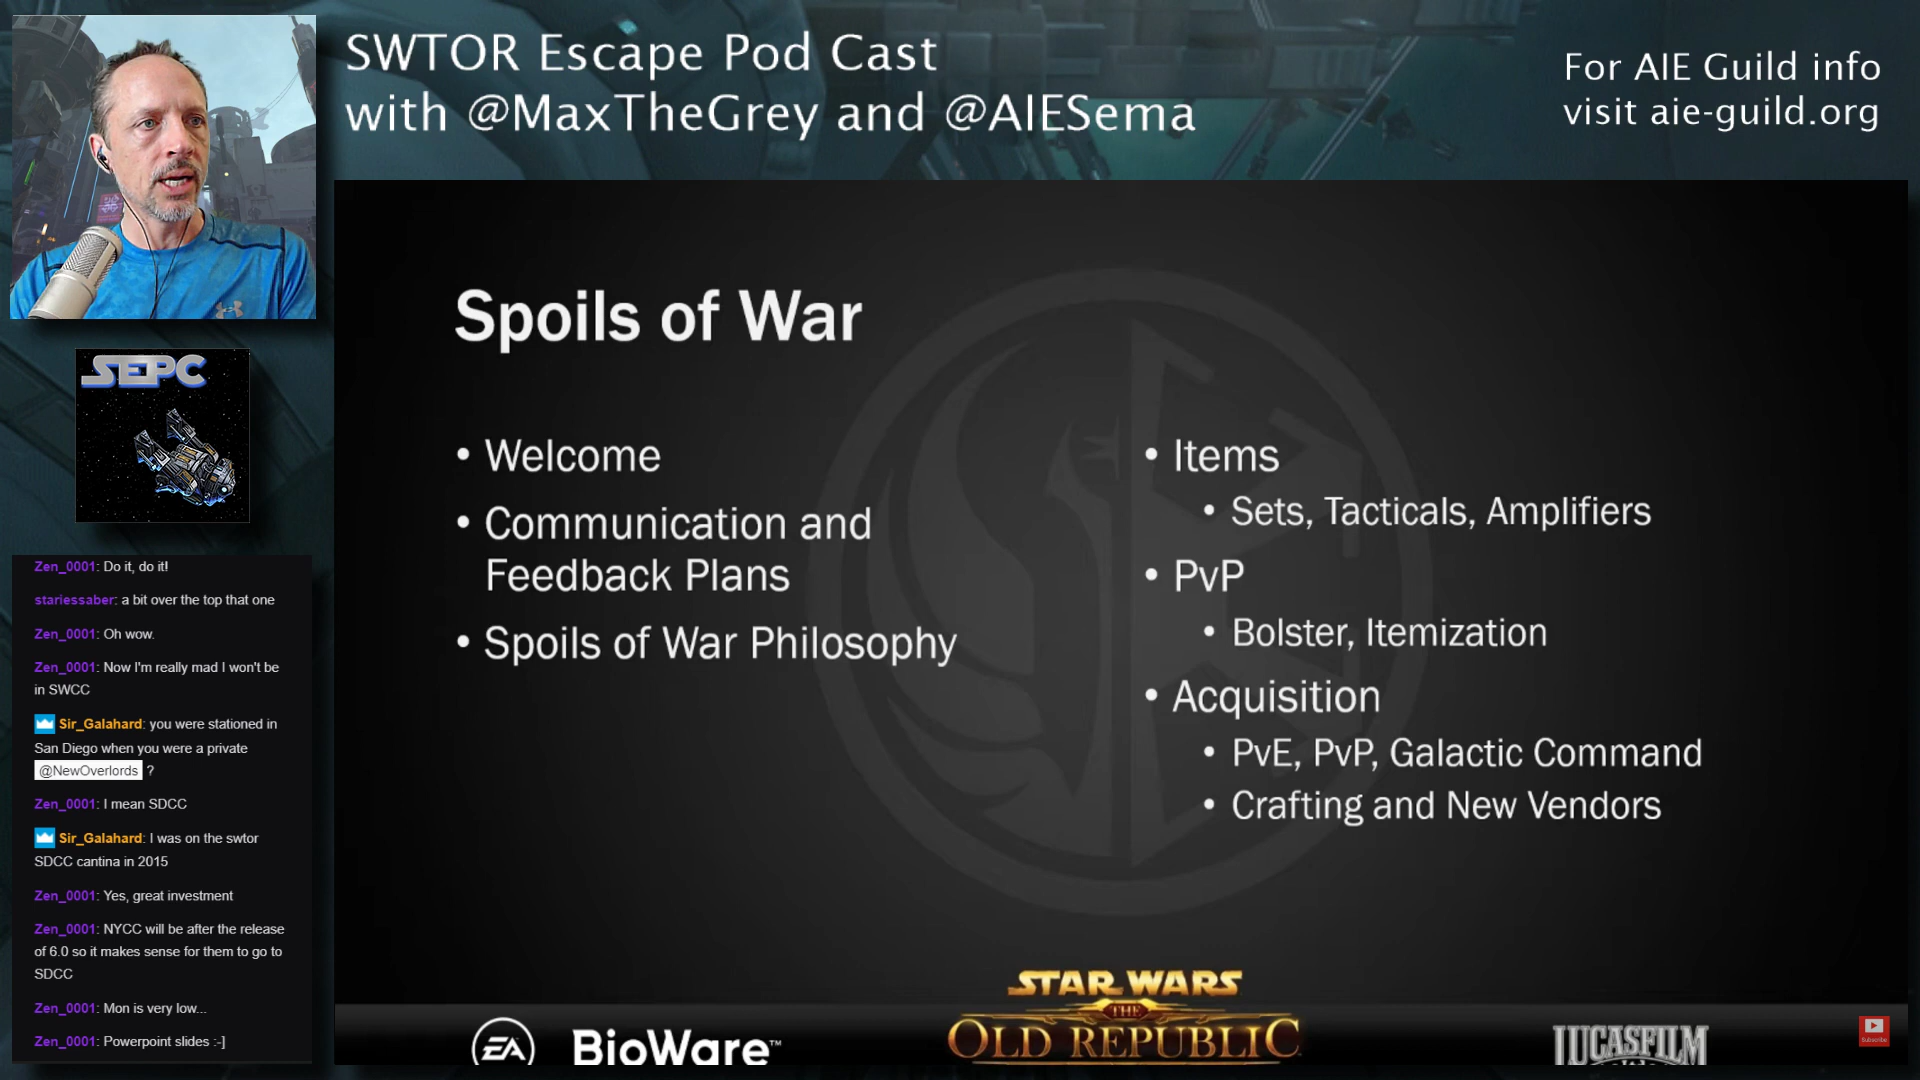 SWTOR Escape Pod Cast
with @MaxTheGrey and @AIESema
For AIE Guild info
visit aie-guild.org
SEPC
Zen_0001: Do it, do it!
stariessaber: a bit over the top that one
Zen_0001: Oh wow.
Zen_0001: Now I'm really mad I won't be
in SWCC
Sir_Galahard: you were stationed in
San Diego when you were a private
@NewOverlords ?
Zen_0001: I mean SDCC
Sir_Galahard: I was on the swtor
SDCC cantina in 2015
Zen_0001: Yes, great investment
Zen_0001: NYCC will be after the release
of 6.0 so it makes sense for them to go to
SDCC
Zen_0001: Mon is very low...
Zen_0001: Powerpoint slides :-]
Spoils of War
• Welcome
• Communication and
Feedback Plans
• Spoils of War Philosophy
• Items
• Sets, Tacticals, Amplifiers
• PvP
• Bolster, Itemization
• Acquisition
• PvE, PvP, Galactic Command
• Crafting and New Vendors
EA
BioWare™
STAR WARS
THE
OLD REPUBLIC
LUCASFILM
Subscribe